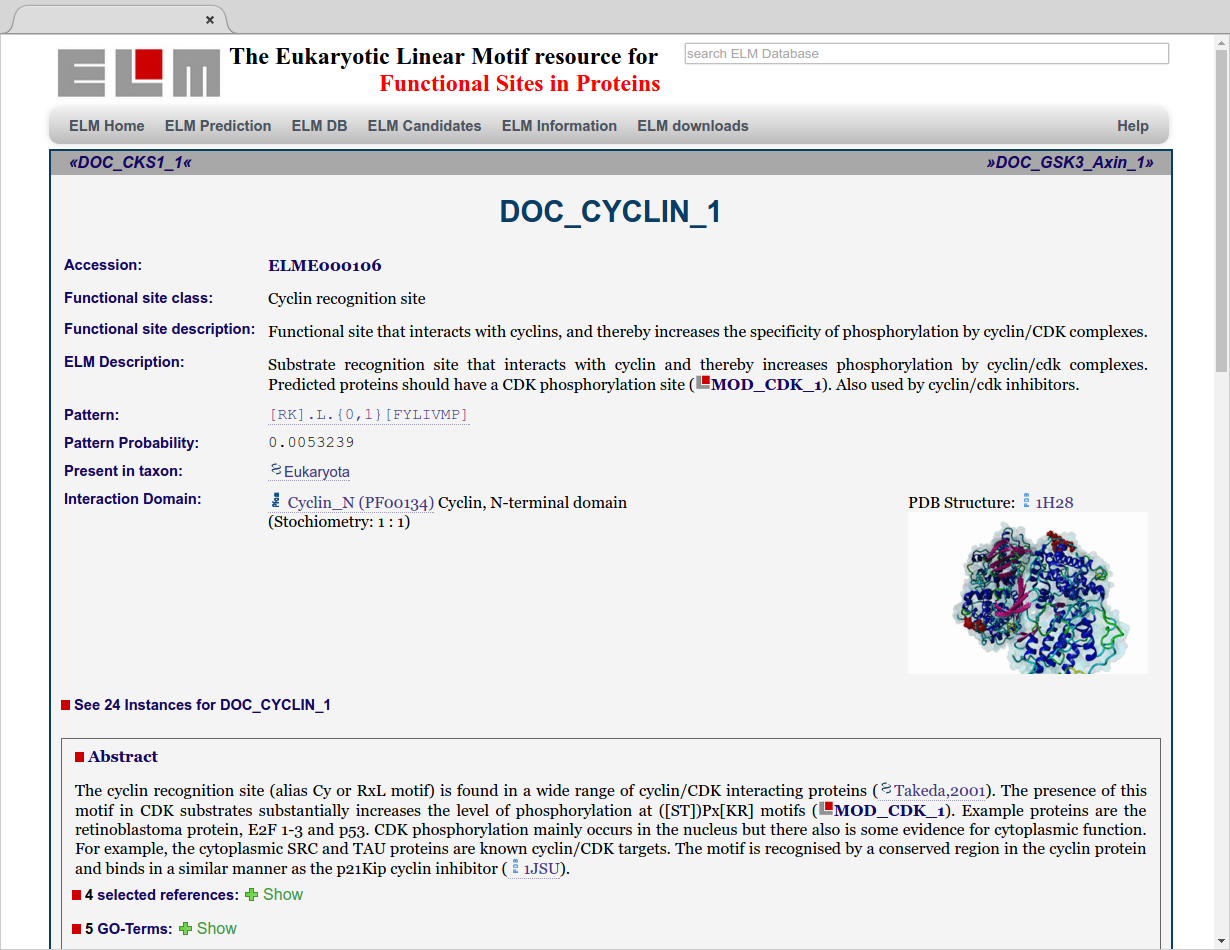 ×
ELM The Eukaryotic Linear Motif resource for
Functional Sites in Proteins
search ELM Database
ELM Home ELM Prediction ELM DB ELM Candidates ELM Information ELM downloads Help
«DOC_CKS1_1« »DOC_GSK3_Axin_1»
DOC_CYCLIN_1
Accession: ELME000106
Functional site class: Cyclin recognition site
Functional site description: Functional site that interacts with cyclins, and thereby increases the specificity of phosphorylation by cyclin/CDK complexes.
ELM Description: Substrate recognition site that interacts with cyclin and thereby increases phosphorylation by cyclin/cdk complexes.
Predicted proteins should have a CDK phosphorylation site (MOD_CDK_1). Also used by cyclin/cdk inhibitors.
Pattern: [RK].L.{0,1}[FYLIVMP]
Pattern Probability: 0.0053239
Present in taxon: Eukaryota
Interaction Domain: Cyclin_N (PF00134) Cyclin, N-terminal domain
(Stochiometry: 1 : 1)
PDB Structure: 1H28
See 24 Instances for DOC_CYCLIN_1
Abstract
The cyclin recognition site (alias Cy or RxL motif) is found in a wide range of cyclin/CDK interacting proteins (Takeda,2001). The presence of this
motif in CDK substrates substantially increases the level of phosphorylation at ([ST])Px[KR] motifs (MOD_CDK_1). Example proteins are the
retinoblastoma protein, E2F 1-3 and p53. CDK phosphorylation mainly occurs in the nucleus but there also is some evidence for cytoplasmic function.
For example, the cytoplasmic SRC and TAU proteins are known cyclin/CDK targets. The motif is recognised by a conserved region in the cyclin protein
and binds in a similar manner as the p21Kip cyclin inhibitor (1JSU).
4 selected references: Show
5 GO-Terms: Show